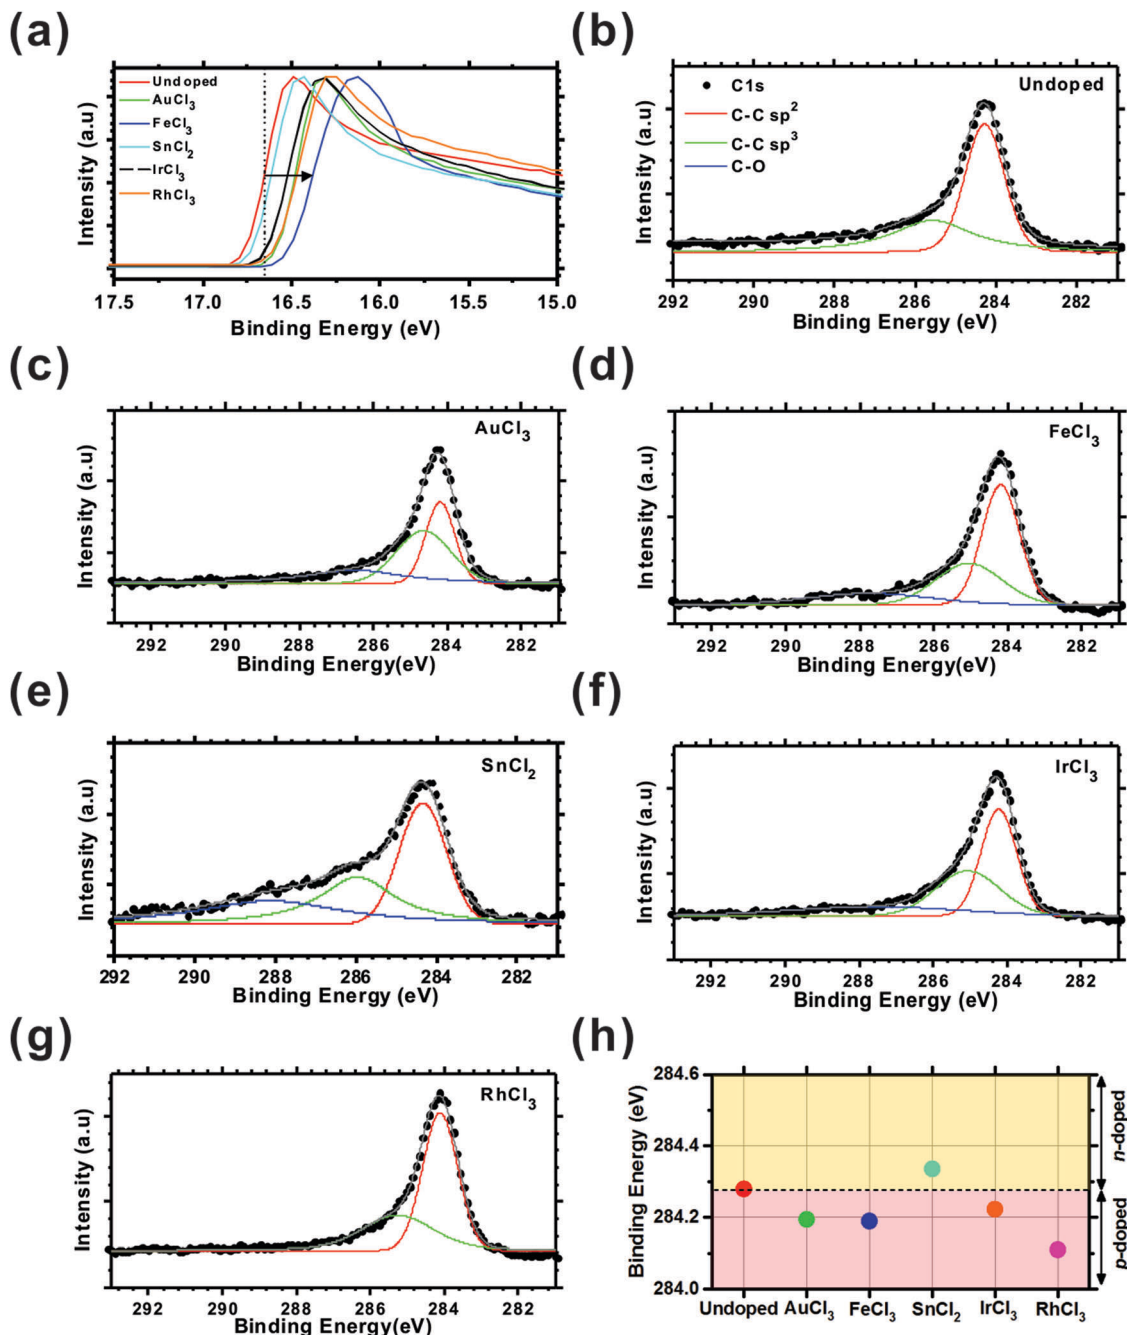 (a)
Intensity (a.u)
Undoped
AuCl3
FeCl3
SnCl2
IrCl3
RhCl3
17.5 17.0 16.5 16.0 15.5 15.0
Binding Energy (eV)
(b)
Intensity (a.u)
C1s
C-C sp2
C-C sp3
C-O
Undoped
292 290 288 286 284 282
Binding Energy (eV)
(c)
Intensity (a.u)
AuCl3
292 290 288 286 284 282
Binding Energy(eV)
(d)
Intensity (a.u)
FeCl3
292 290 288 286 284 282
Binding Energy(eV)
(e)
Intensity (a.u)
SnCl2
292 290 288 286 284 282
Binding Energy (eV)
(f)
Intensity (a.u)
IrCl3
292 290 288 286 284 282
Binding Energy (eV)
(g)
Intensity (a.u)
RhCl3
292 290 288 286 284 282
Binding Energy(eV)
(h)
Binding Energy (eV)
284.6
284.4
284.2
284.0
n-doped
p-doped
Undoped AuCl3 FeCl3 SnCl2 IrCl3 RhCl3